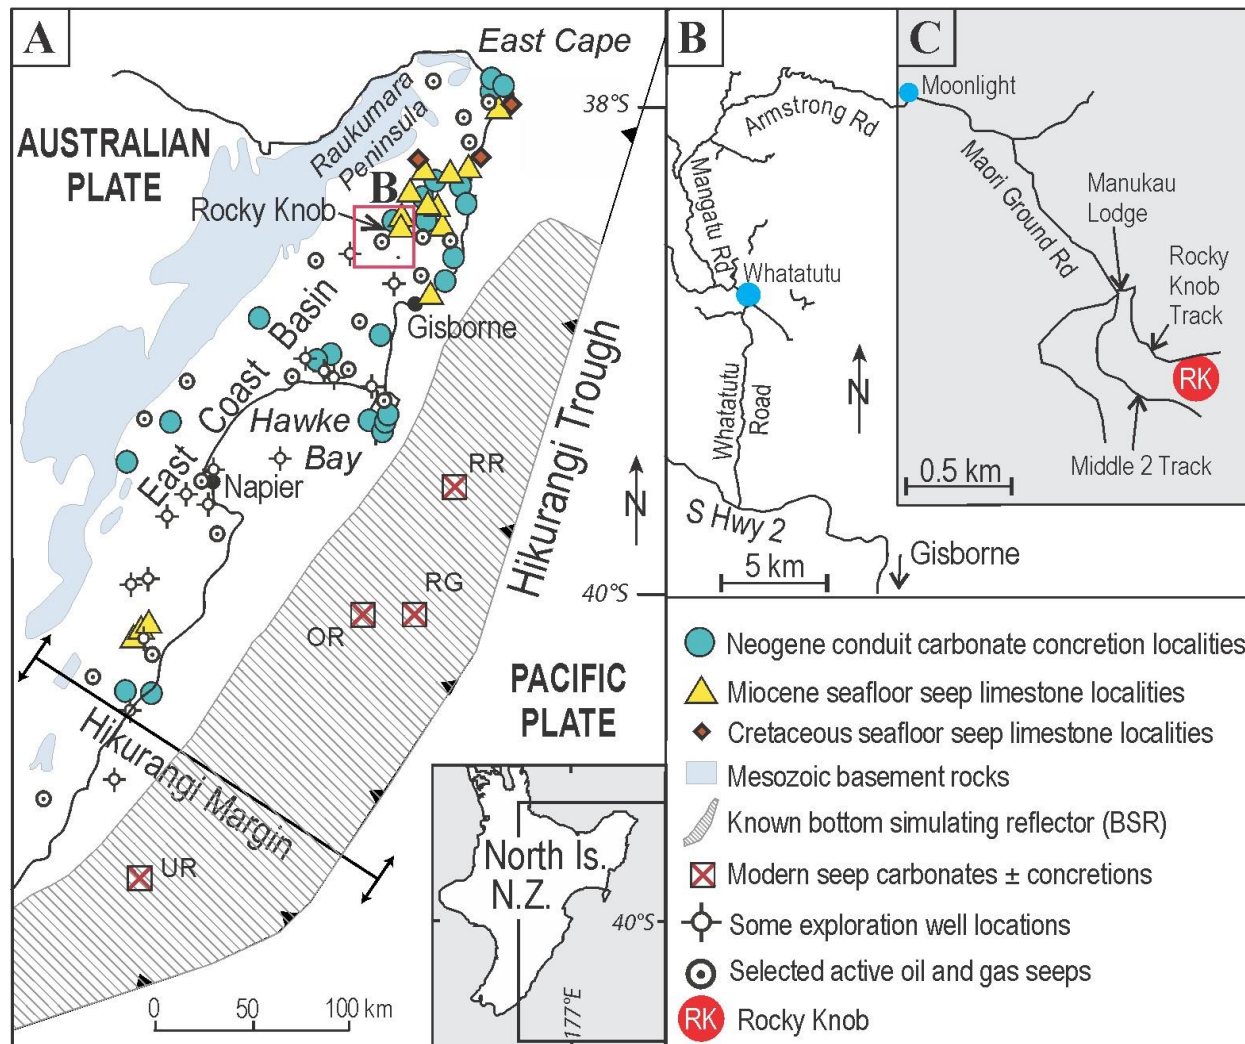 A
East Cape
38°S
Raukumara
Peninsula
AUSTRALIAN
PLATE
B
Rocky Knob
Gisborne
East Coast Basin
Hawke
Bay
Napier
RR
N
Hikurangi Trough
RG
OR
40°S
PACIFIC
PLATE
Hikurangi Margin
UR
0 50 100 km
North Is.
N.Z.
40°S
177°E
B
Armstrong Rd
Mangatu Rd
Whatatutu
Whatatutu
Road
N
S Hwy 2
5 km
Gisborne
C
Moonlight
Maori Ground Rd
Manukau
Lodge
Rocky
Knob
Track
RK
Middle 2 Track
0.5 km
Neogene conduit carbonate concretion localities
Miocene seafloor seep limestone localities
Cretaceous seafloor seep limestone localities
Mesozoic basement rocks
Known bottom simulating reflector (BSR)
Modern seep carbonates ± concretions
Some exploration well locations
Selected active oil and gas seeps
RK Rocky Knob